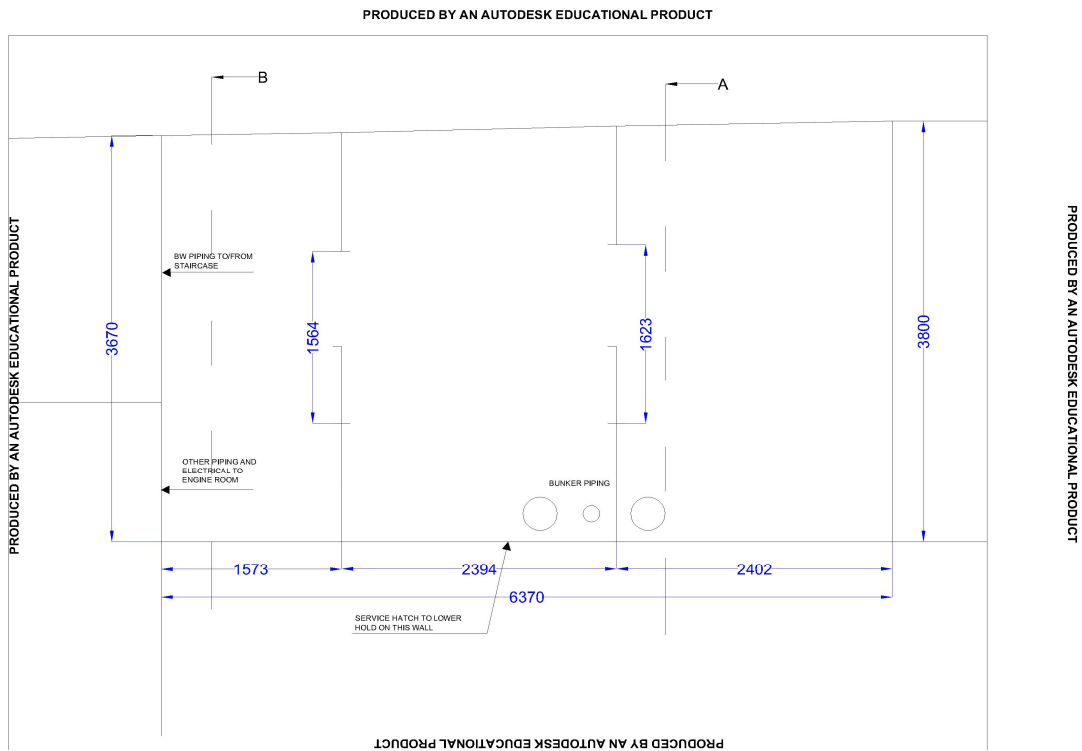 PRODUCED BY AN AUTODESK EDUCATIONAL PRODUCT
B
A
PRODUCED BY AN AUTODESK EDUCATIONAL PRODUCT
PRODUCED BY AN AUTODESK EDUCATIONAL PRODUCT
BW PIPING TO/FROM
STAIRCASE
3670
1564
1623
3800
OTHER PIPING AND
ELECTRICAL TO
ENGINE ROOM
BUNKER PIPING
1573
2394
2402
6370
SERVICE HATCH TO LOWER
HOLD ON THIS WALL
PRODUCED BY AN AUTODESK EDUCATIONAL PRODUCT